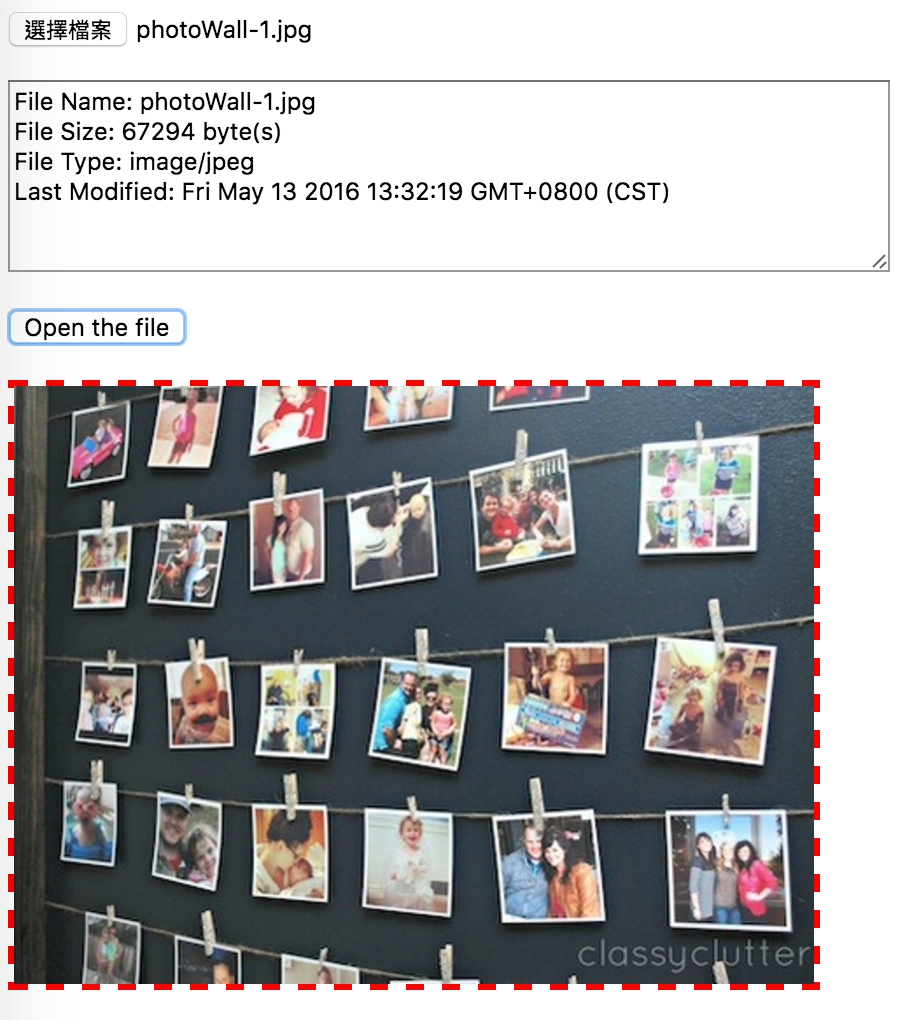 選擇檔案 photoWall-1.jpg
File Name: photoWall-1.jpg
File Size: 67294 byte(s)
File Type: image/jpeg
Last Modified: Fri May 13 2016 13:32:19 GMT+0800 (CST)
Open the file
classyclutter